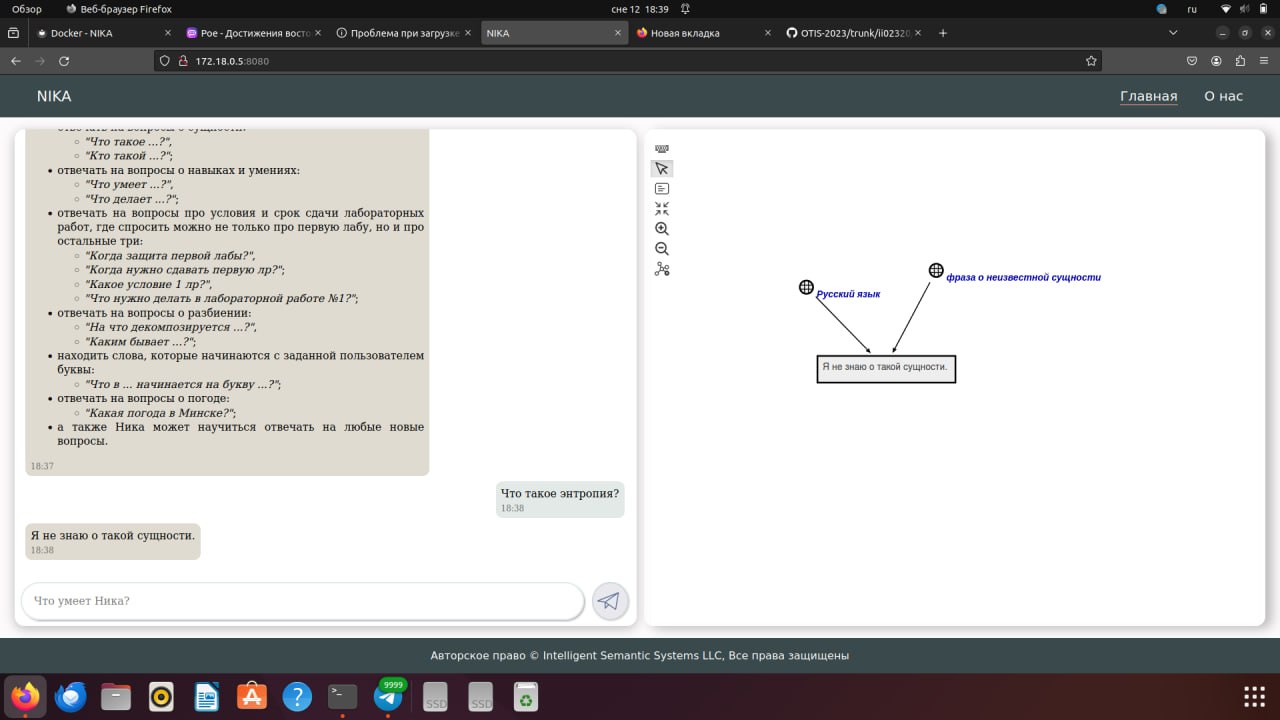 Обзор
Веб-браузер Firefox
сне 12 18:39
ru
Docker - NIKA
Poe - Достижения восто
Проблема при загрузке
NIKA
Новая вкладка
OTIS-2023/trunk/ii02320
172.18.0.5:8080
NIKA
Главная
О нас
отвечать на вопросы о сущности:
"Что такое ...?",
"Кто такой ...?";
отвечать на вопросы о навыках и умениях:
"Что умеет ...?",
"Что делает ...?";
отвечать на вопросы про условия и срок сдачи лабораторных
работ, где спросить можно не только про первую лабу, но и про
остальные три:
"Когда защита первой лабы?",
"Когда нужно сдавать первую лр?";
"Какое условие 1 лр?",
"Что нужно делать в лабораторной работе №1?";
отвечать на вопросы о разбиении:
"На что декомпозируется ...?",
"Каким бывает ...?";
находить слова, которые начинаются с заданной пользователем
буквы:
"Что в ... начинается на букву ...?";
отвечать на вопросы о погоде:
"Какая погода в Минске?";
а также Ника может научиться отвечать на любые новые
вопросы.
18:37
Что такое энтропия?
18:38
Я не знаю о такой сущности.
18:38
Что умеет Ника?
Русский язык
фраза о неизвестной сущности
Я не знаю о такой сущности.
Авторское право © Intelligent Semantic Systems LLC, Все права защищены
9999
SSD
SSD